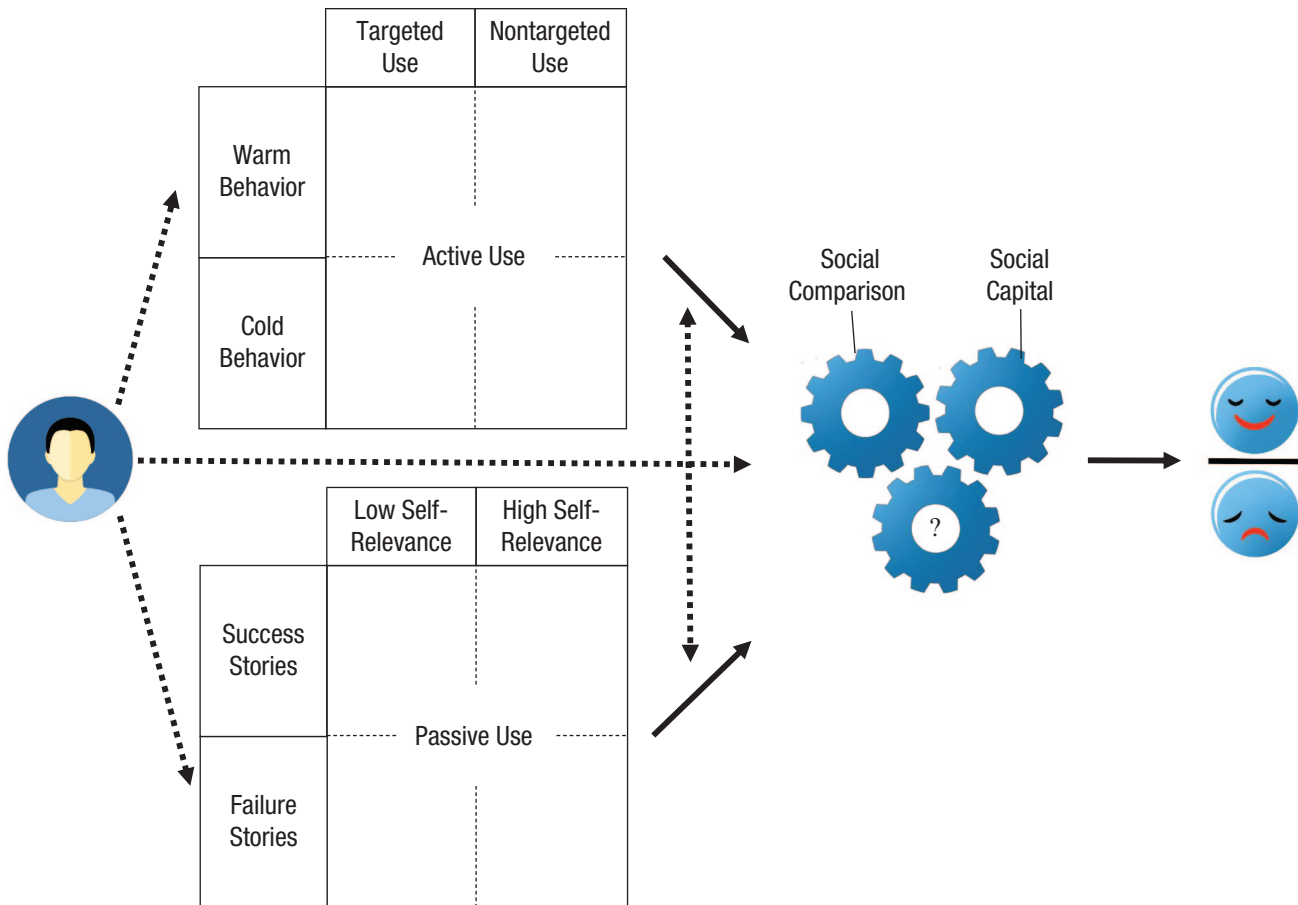 Targeted
Use
Nontargeted
Use
Warm
Behavior
Active Use
Cold
Behavior
Social
Comparison
Social
Capital
?
Low Self-
Relevance
High Self-
Relevance
Success
Stories
Passive Use
Failure
Stories